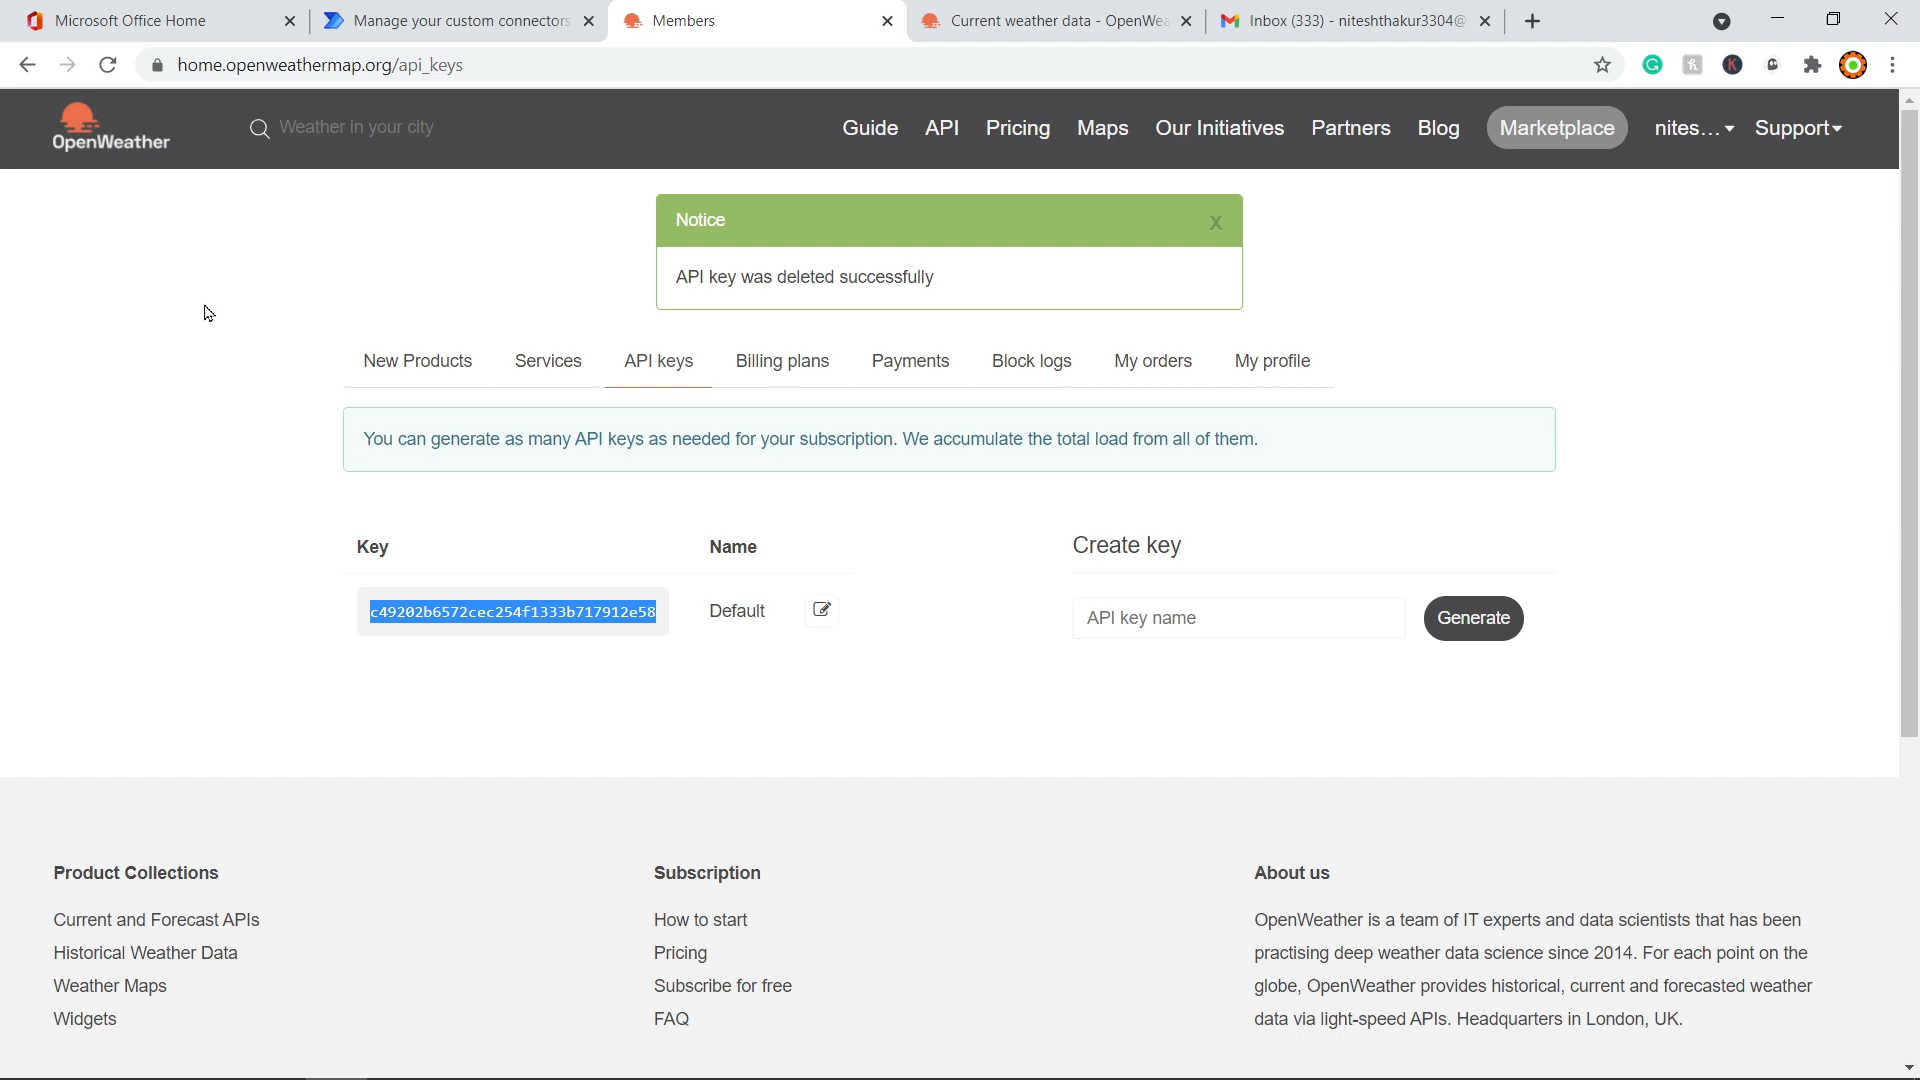 Microsoft Office Home
Manage your custom connectors
Members
Current weather data - OpenWea
Inbox (333) - niteshthakur3304@
home.openweathermap.org/api_keys
OpenWeather
Weather in your city
Guide
API
Pricing
Maps
Our Initiatives
Partners
Blog
Marketplace
nites...
Support
Notice
x
API key was deleted successfully
New Products
Services
API keys
Billing plans
Payments
Block logs
My orders
My profile
You can generate as many API keys as needed for your subscription. We accumulate the total load from all of them.
Key
Name
Create key
c49202b6572cec254f1333b717912e58
Default
API key name
Generate
Product Collections
Current and Forecast APIs
Historical Weather Data
Weather Maps
Widgets
Subscription
How to start
Pricing
Subscribe for free
FAQ
About us
OpenWeather is a team of IT experts and data scientists that has been
practising deep weather data science since 2014. For each point on the
globe, OpenWeather provides historical, current and forecasted weather
data via light-speed APIs. Headquarters in London, UK.